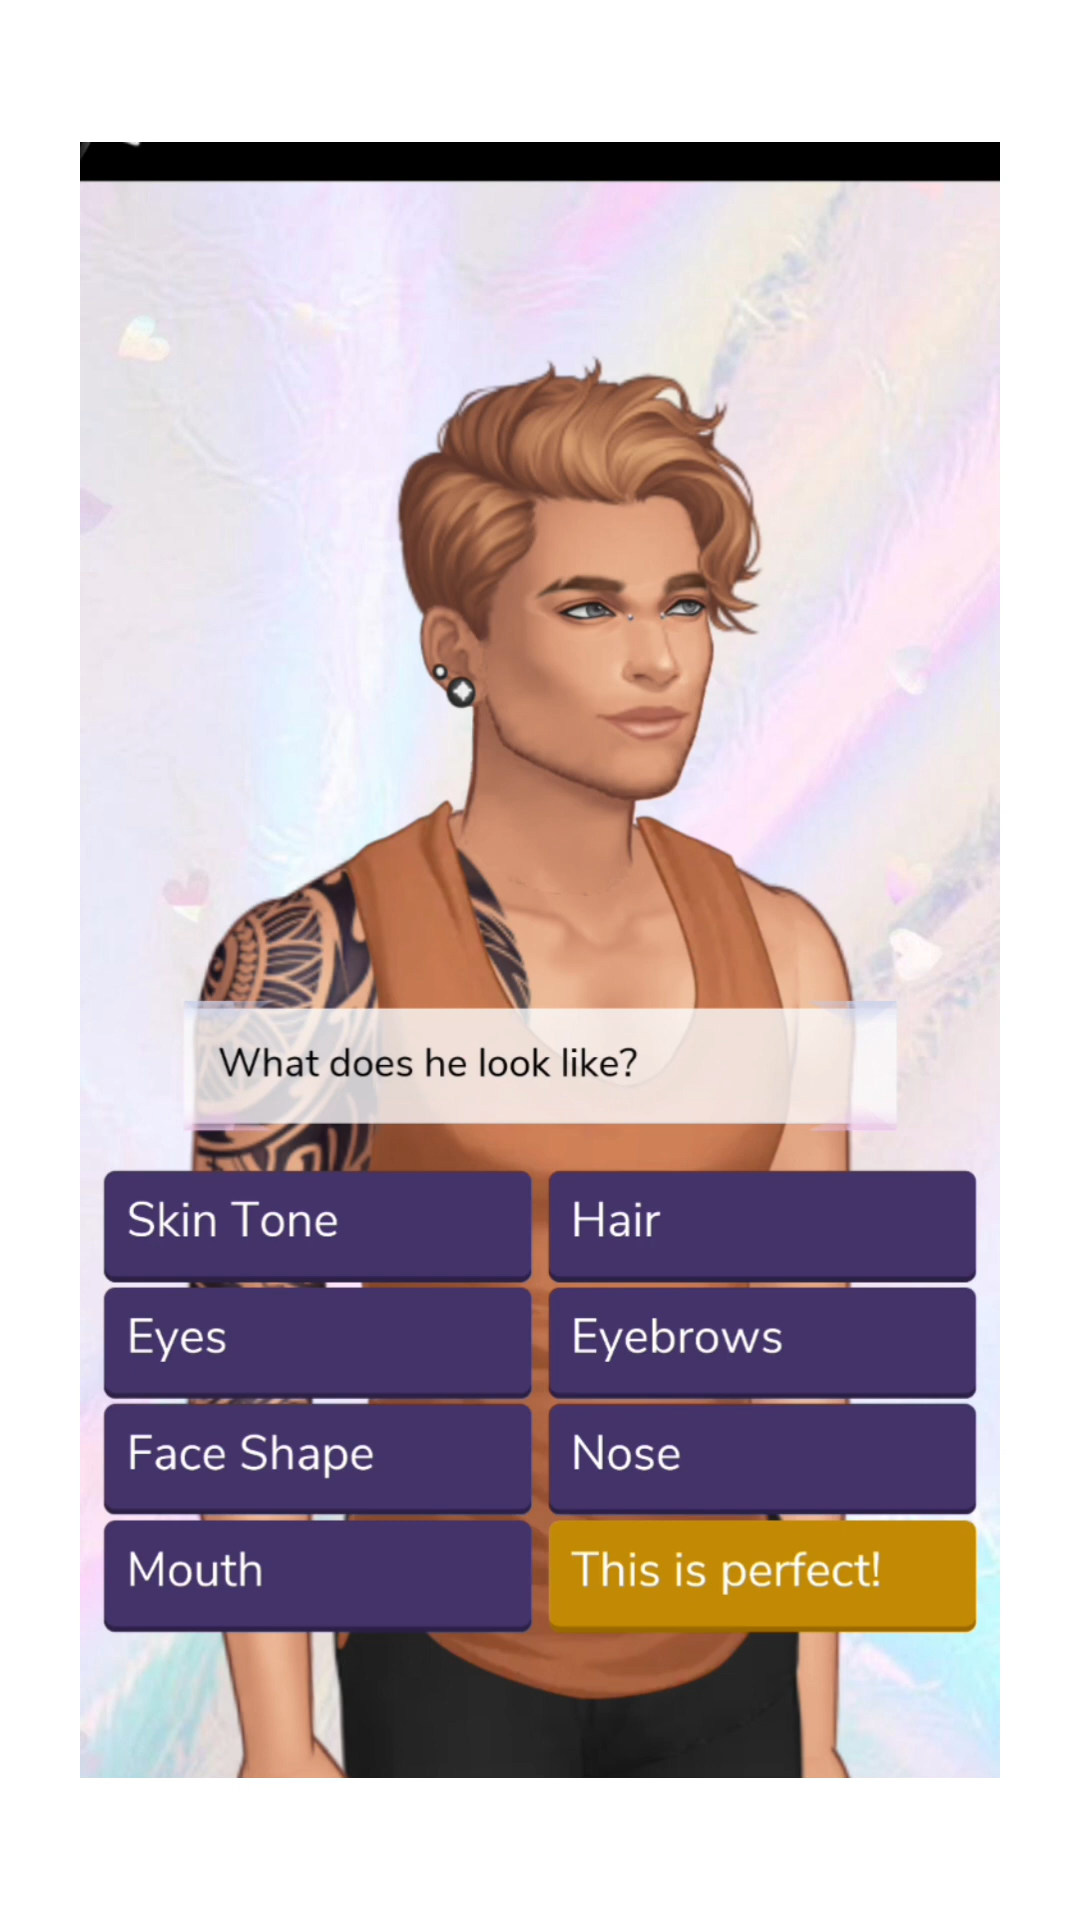 What does he look like?
Skin Tone
Hair
Eyes
Eyebrows
Face Shape
Nose
Mouth
This is perfect!